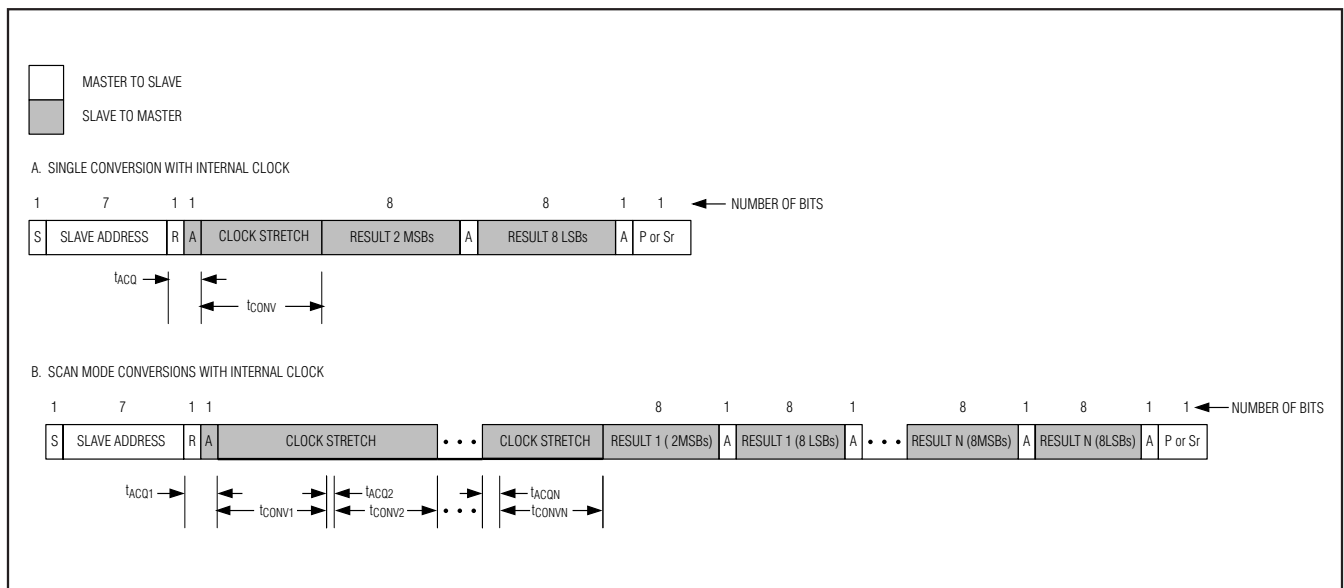 MASTER TO SLAVE
SLAVE TO MASTER
A. SINGLE CONVERSION WITH INTERNAL CLOCK
1 7 1 1 8 8 1 1 NUMBER OF BITS
S SLAVE ADDRESS R A CLOCK STRETCH RESULT 2 MSBs A RESULT 8 LSBs A P or Sr
tACQ
tCONV
B. SCAN MODE CONVERSIONS WITH INTERNAL CLOCK
1 7 1 1 8 1 8 1 8 1 8 1 1 NUMBER OF BITS
S SLAVE ADDRESS R A CLOCK STRETCH • • • CLOCK STRETCH RESULT 1 ( 2MSBs) A RESULT 1 (8 LSBs) A • • • RESULT N (8MSBs) A RESULT N (8LSBs) A P or Sr
tACQ1 tACQ2 tACQN
tCONV1 tCONV2 • • • tCONVN